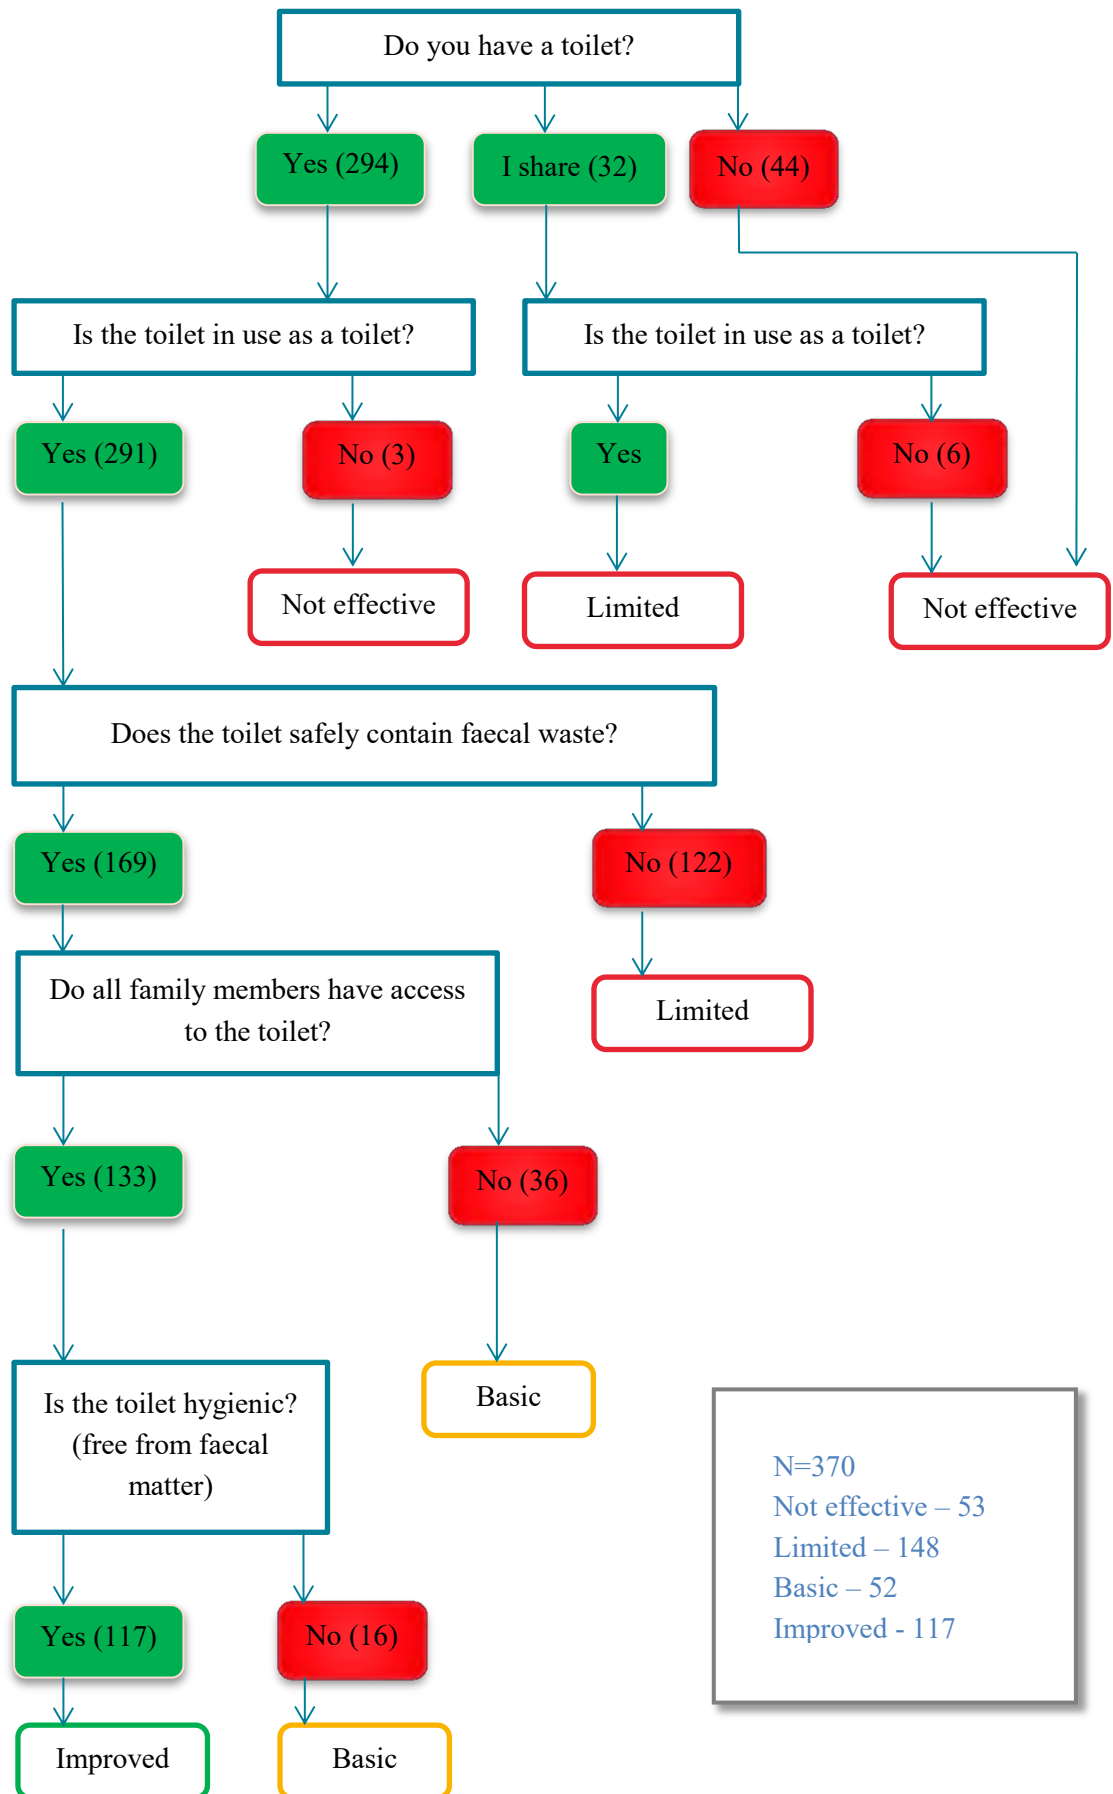 Do you have a toilet?
Yes (294)
I share (32)
No (44)
Is the toilet in use as a toilet?
Is the toilet in use as a toilet?
Yes (291)
No (3)
Yes
No (6)
Not effective
Limited
Not effective
Does the toilet safely contain faecal waste?
Yes (169)
No (122)
Do all family members have access
to the toilet?
Limited
Yes (133)
No (36)
Is the toilet hygienic?
(free from faecal
matter)
Basic
N=370
Not effective – 53
Limited – 148
Basic – 52
Improved - 117
Yes (117)
No (16)
Improved
Basic